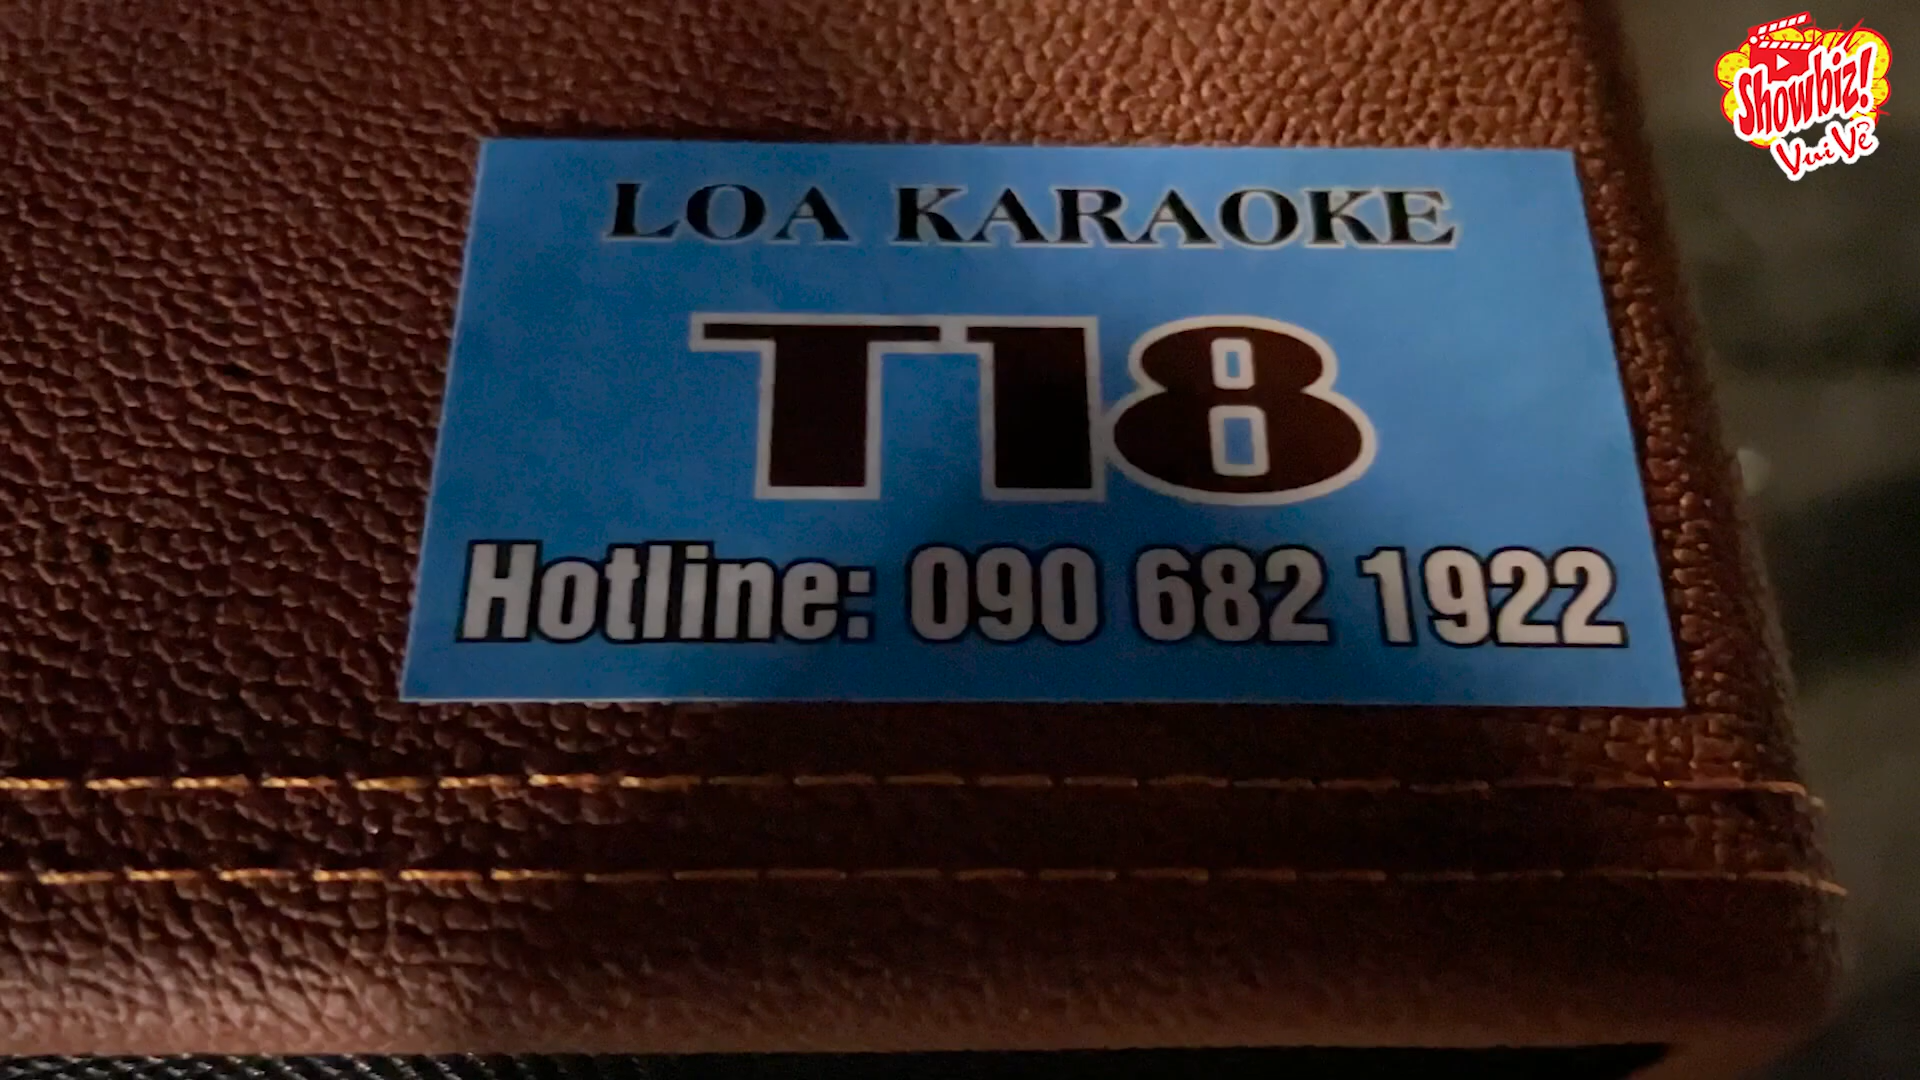 Showbiz!
Vui Vẻ
LOA KARAOKE
T18
Hotline: 090 682 1922